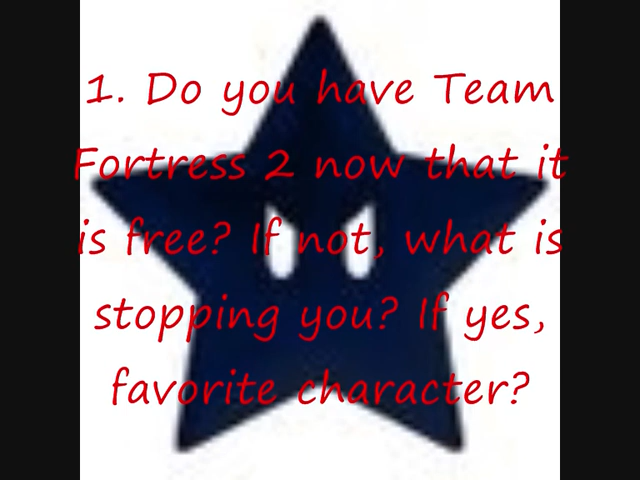 1. Do you have Team
Fortress 2 now that it
is free? If not, what is
stopping you? If yes,
favorite character?